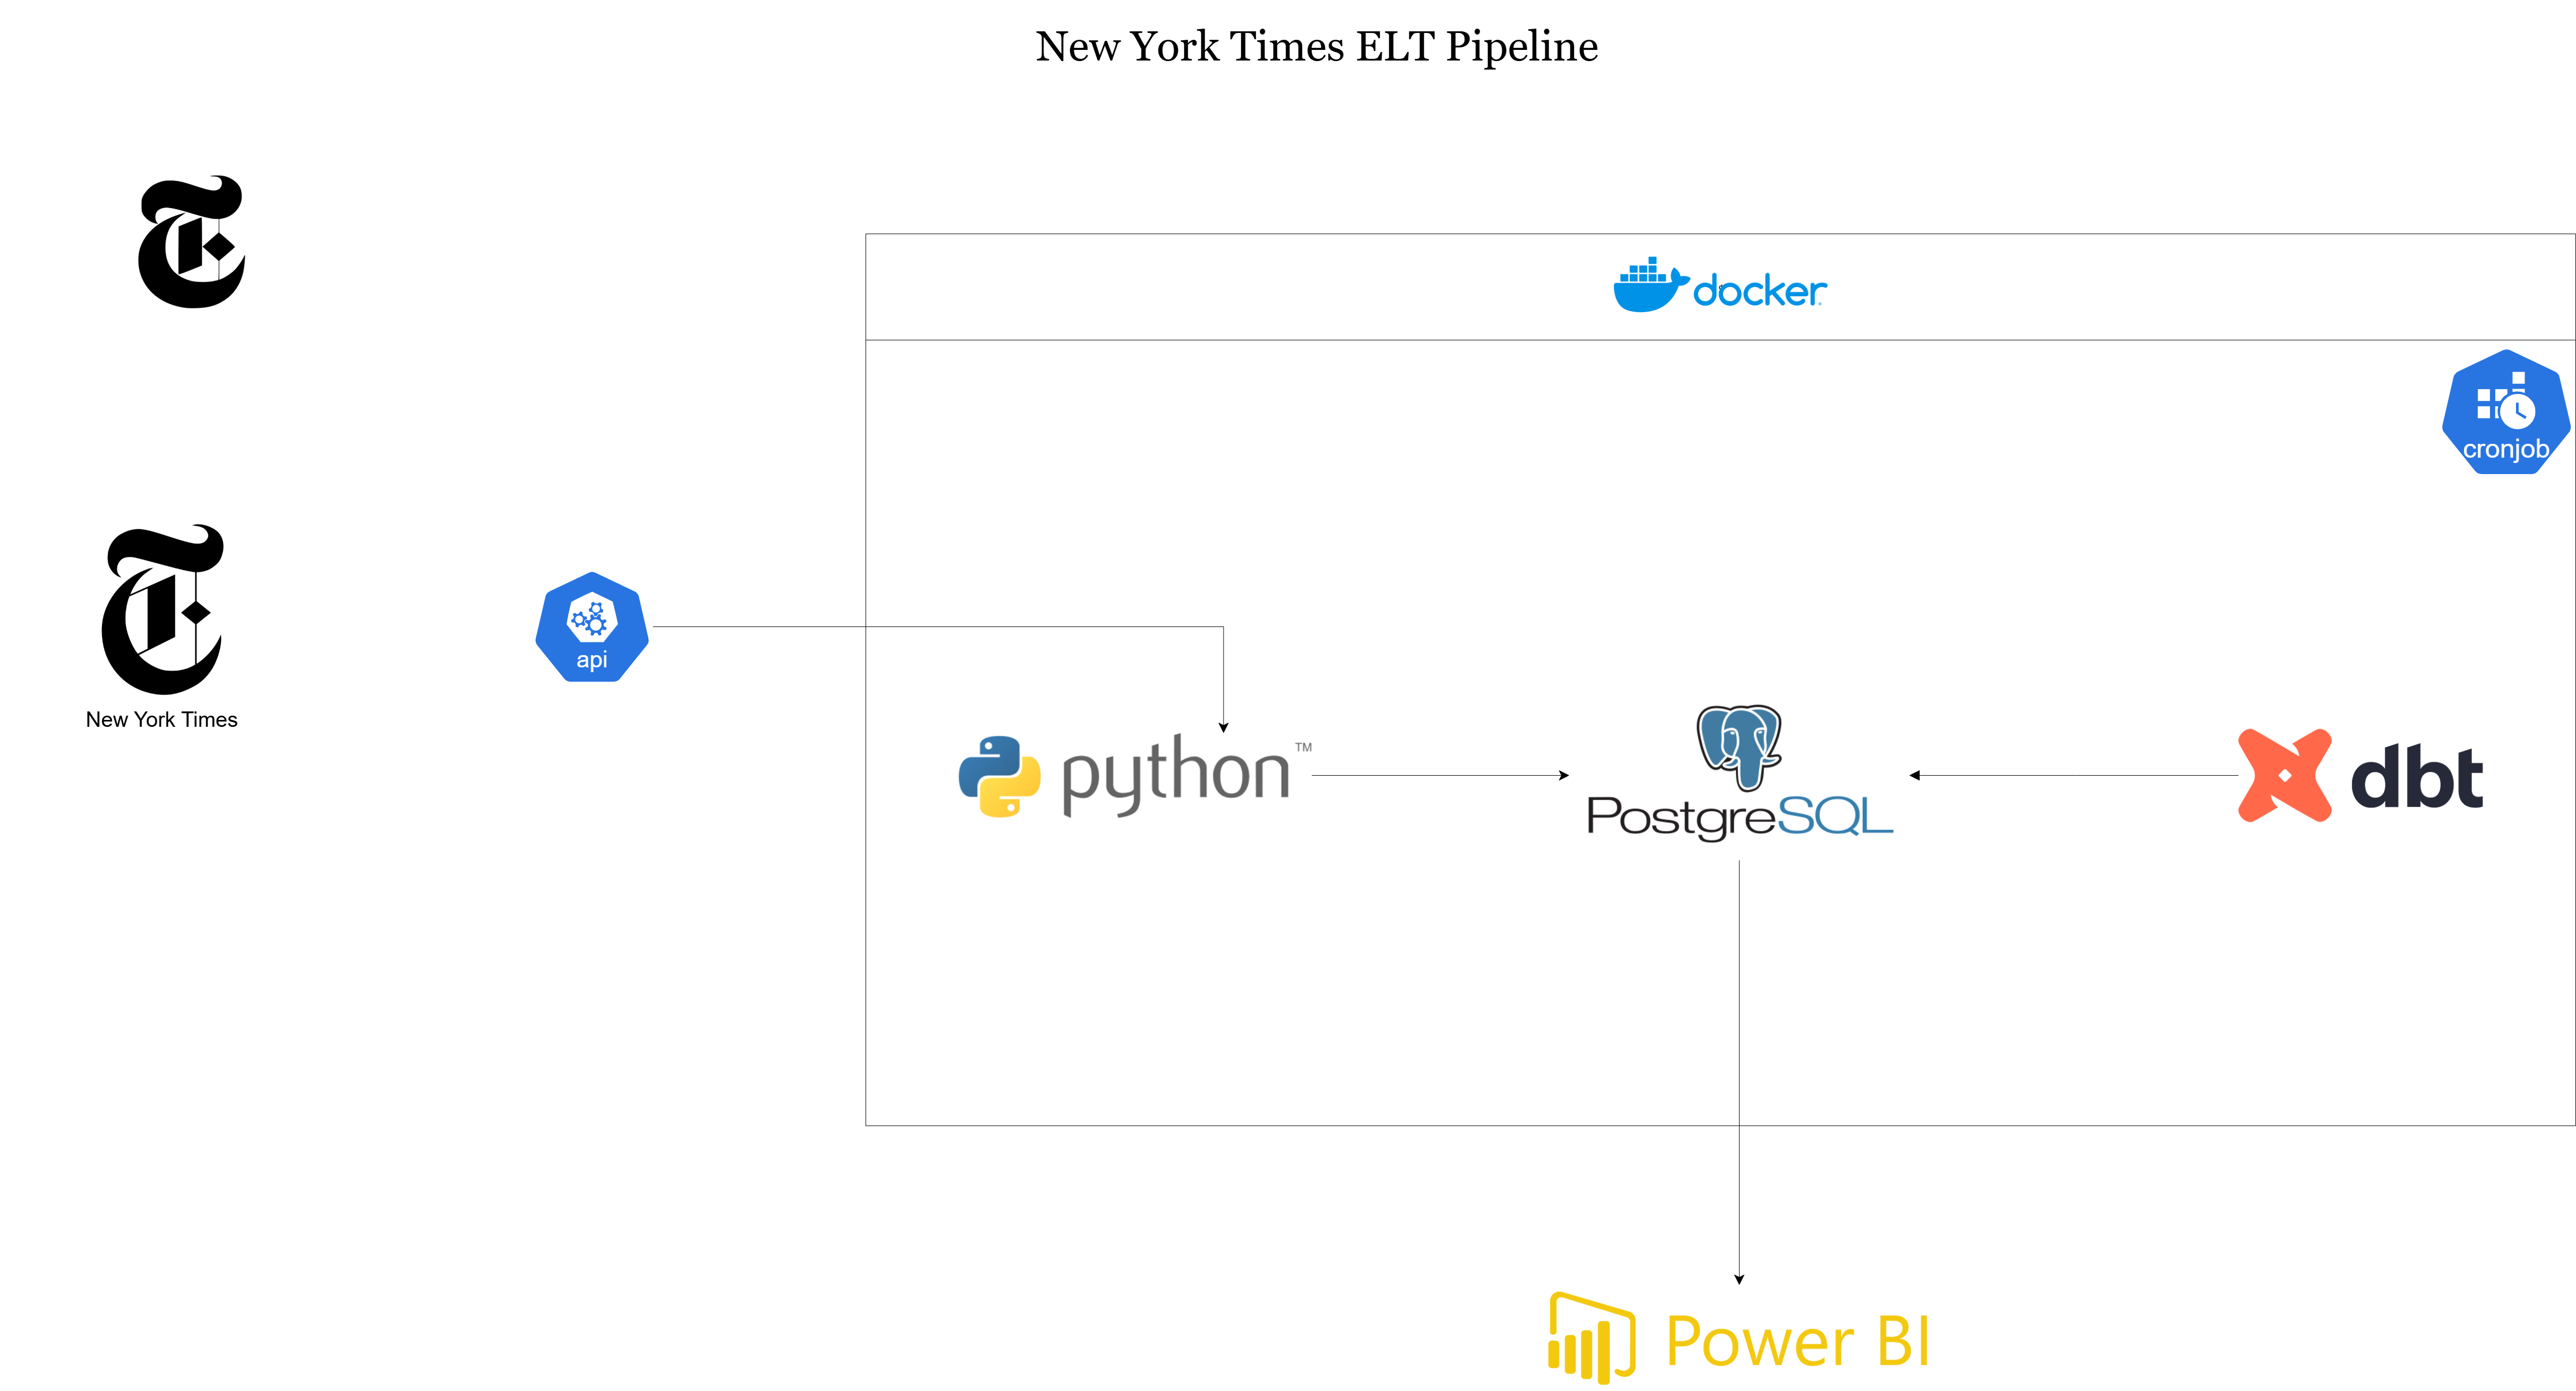 New York Times ELT Pipeline
docker
cronjob
api
New York Times
python™
PostgreSQL
dbt
Power BI